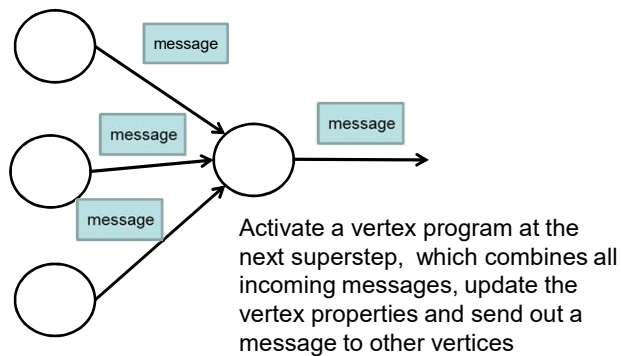 message
message
message
message
Activate a vertex program at the
next superstep,  which combines all
incoming messages, update the
vertex properties and send out a
message to other vertices